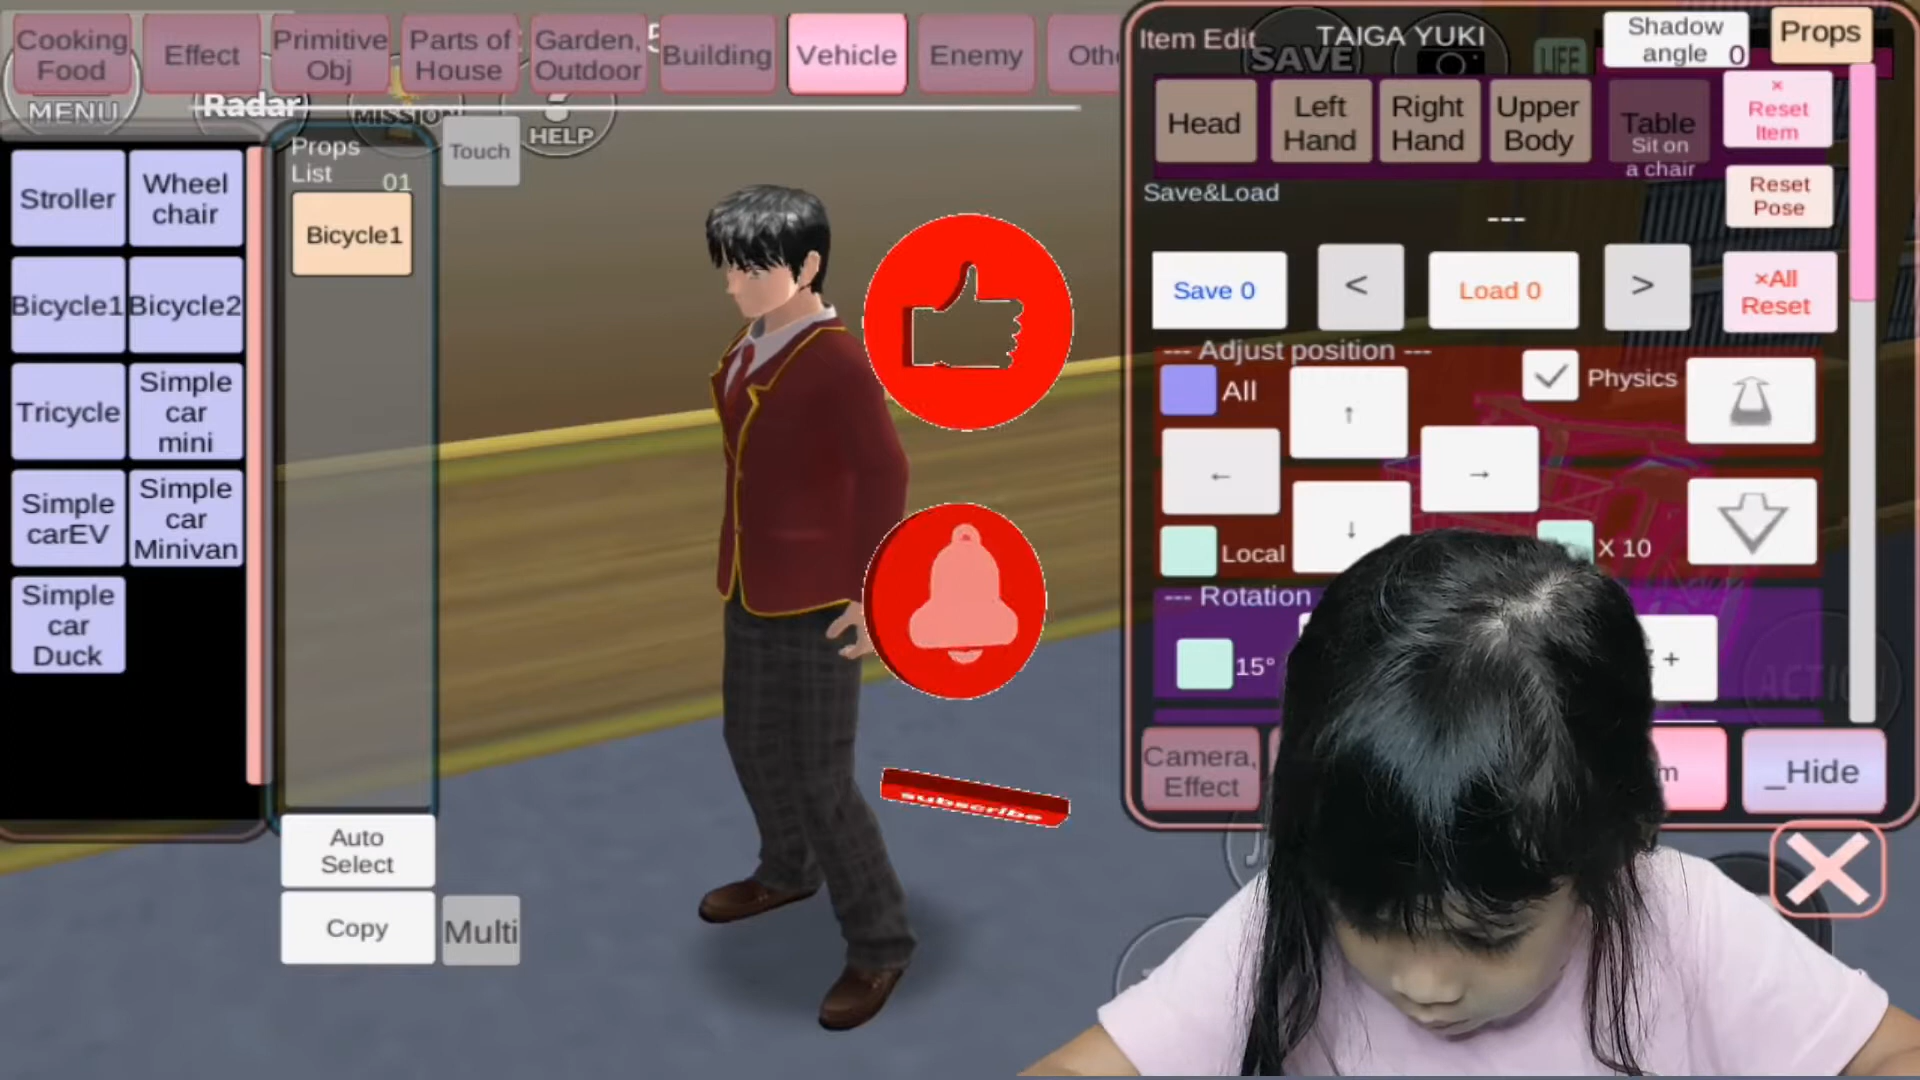 Cooking Food
Effect
Primitive Obj
Parts of House
Garden, Outdoor
Building
Vehicle
Enemy
MENU
Radar
MISSION
HELP
Stroller
Wheel chair
Bicycle1
Bicycle2
Tricycle
Simple car mini
Simple carEV
Simple car Minivan
Simple car Duck
Props List
01
Bicycle1
Touch
Auto Select
Copy
Multi
subscribe
Item Edit
TAIGA YUKI
SAVE
LIFE
Shadow angle 0
Props
Head
Left Hand
Right Hand
Upper Body
Table
Sit on a chair
× Reset Item
Save&Load
---
Reset Pose
Save 0
<
Load 0
>
×All Reset
--- Adjust position ---
All
↑
Physics
←
→
Local
↓
X 10
--- Rotation
15°
+
Camera, Effect
_Hide